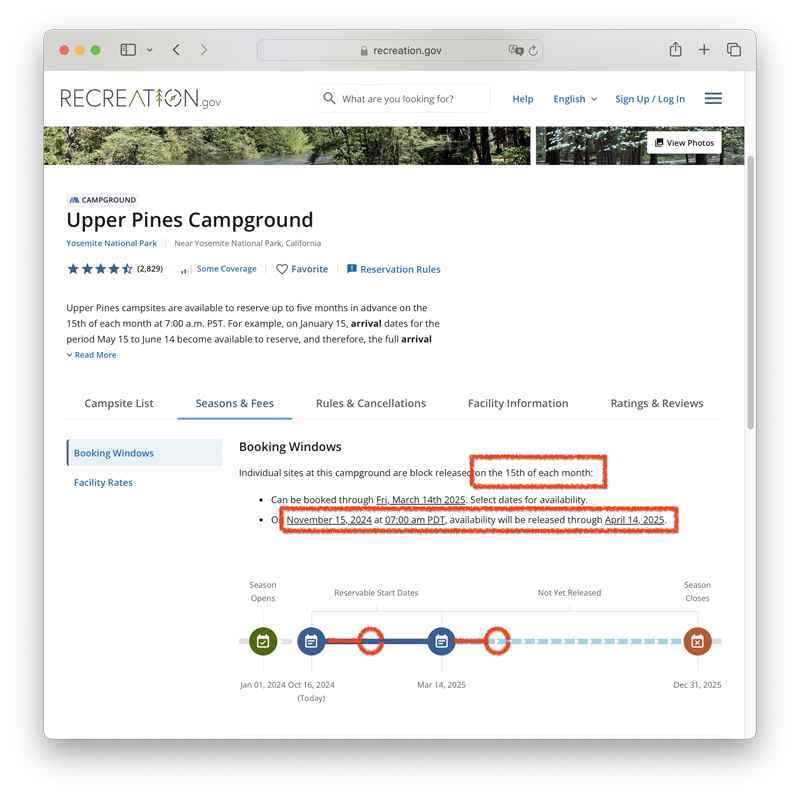 recreation.gov
RECREATION.gov
What are you looking for?
Help
English
Sign Up / Log In
View Photos
CAMPGROUND
Upper Pines Campground
Yosemite National Park
Near Yosemite National Park, California
(2,829)
Some Coverage
Favorite
Reservation Rules
Upper Pines campsites are available to reserve up to five months in advance on the
15th of each month at 7:00 a.m. PST. For example, on January 15, arrival dates for the
period May 15 to June 14 become available to reserve, and therefore, the full arrival
Read More
Campsite List
Seasons & Fees
Rules & Cancellations
Facility Information
Ratings & Reviews
Booking Windows
Facility Rates
Booking Windows
Individual sites at this campground are block released on the 15th of each month:
• Can be booked through Fri, March 14th 2025. Select dates for availability.
• O November 15, 2024 at 07:00 am PDT, availability will be released through April 14, 2025.
Season
Opens
Reservable Start Dates
Not Yet Released
Season
Closes
Jan 01, 2024
Oct 16, 2024
(Today)
Mar 14, 2025
Dec 31, 2025